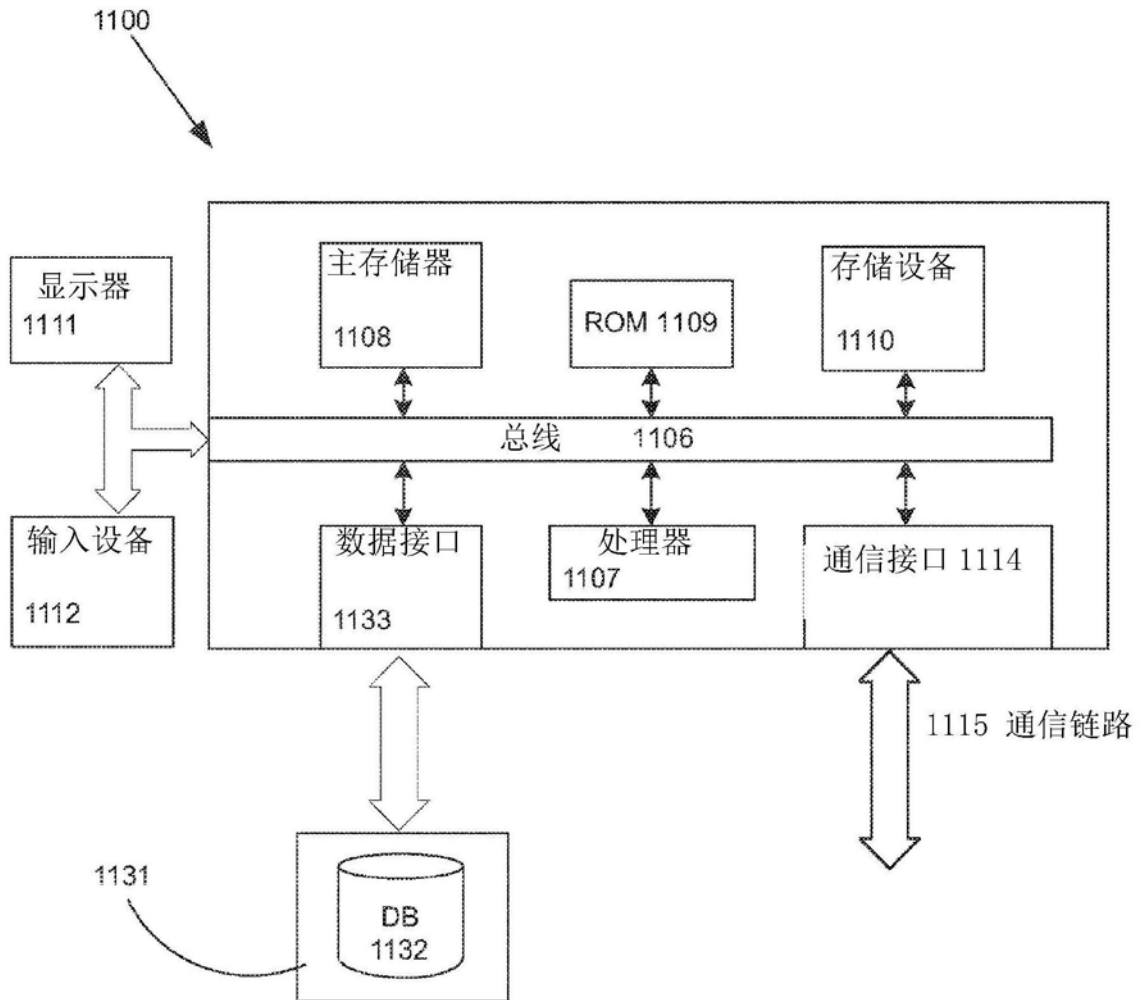 1100
显示器
1111
主存储器
1108
ROM 1109
存储设备
1110
总线 1106
输入设备
1112
数据接口
1133
处理器
1107
通信接口 1114
1115 通信链路
1131
DB
1132